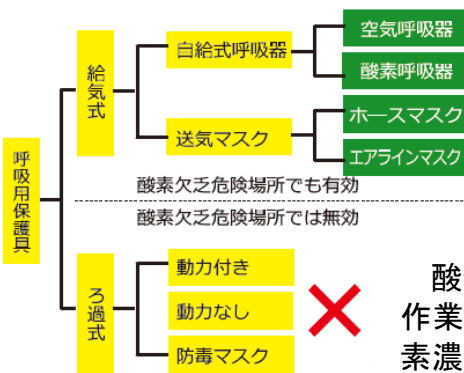 呼吸用保護具
給気式
自給式呼吸器
空気呼吸器
酸素呼吸器
送気マスク
ホースマスク
エアラインマスク
酸素欠乏危険場所でも有効
酸素欠乏危険場所では無効
ろ過式
動力付き
動力なし
防毒マスク
酸
作業
素濃